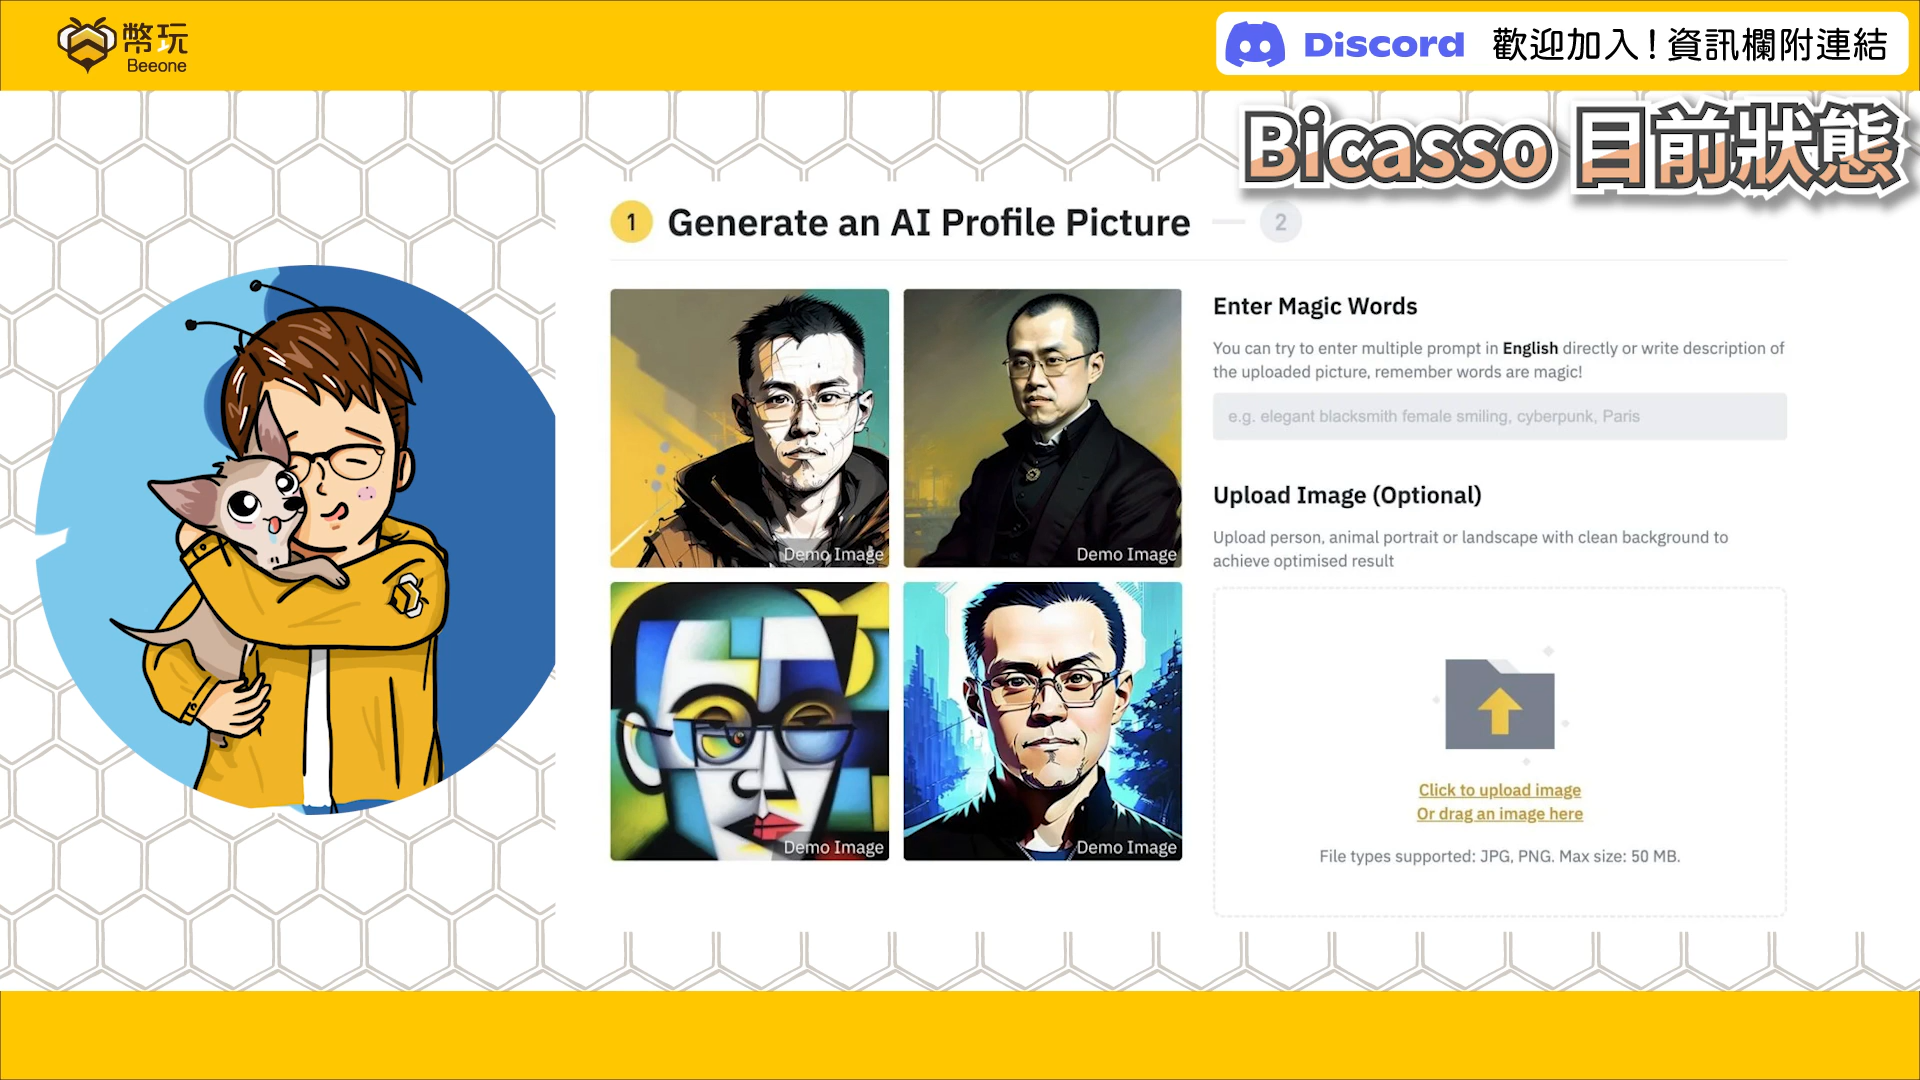 幣玩
Beeone
Discord 歡迎加入！資訊欄附連結
Bicasso 目前狀態
1 Generate an AI Profile Picture 2
Demo Image
Demo Image
Demo Image
Demo Image
Enter Magic Words
You can try to enter multiple prompt in English directly or write description of
the uploaded picture, remember words are magic!
e.g. elegant blacksmith female smiling, cyberpunk, Paris
Upload Image (Optional)
Upload person, animal portrait or landscape with clean background to
achieve optimised result
Click to upload image
Or drag an image here
File types supported: JPG, PNG. Max size: 50 MB.